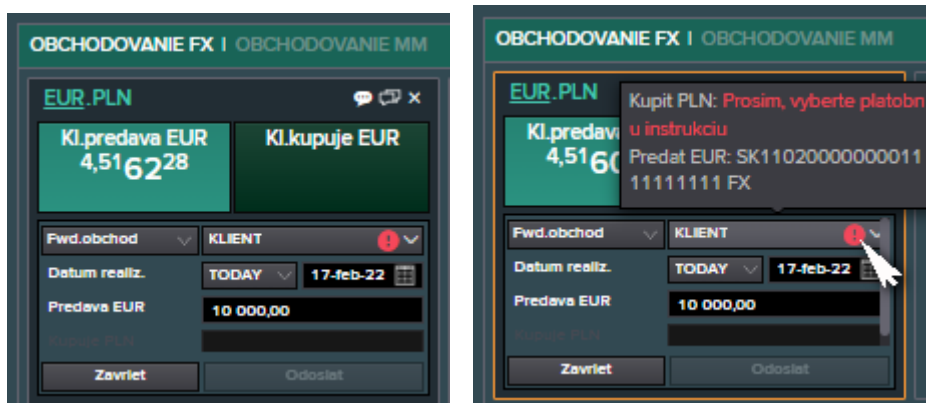 OBCHODOVANIE FX | OBCHODOVANIE MM
EUR.PLN
Kl.predava EUR
4,516228
Kl.kupuje EUR
Fwd.obchod
KLIENT
Datum realiz.
TODAY
17-feb-22
Predava EUR
10 000,00
Kupuje PLN
Zavriet
Odoslat
OBCHODOVANIE FX | OBCHODOVANIE MM
EUR.PLN
Kl.predav
4,5160
Kupit PLN: Prosim, vyberte platobn
u instrukciu
Predat EUR: SK11020000000011
11111111 FX
Fwd.obchod
KLIENT
Datum realiz.
TODAY
17-feb-22
Predava EUR
10 000,00
Kupuje PLN
Zavriet
Odoslat